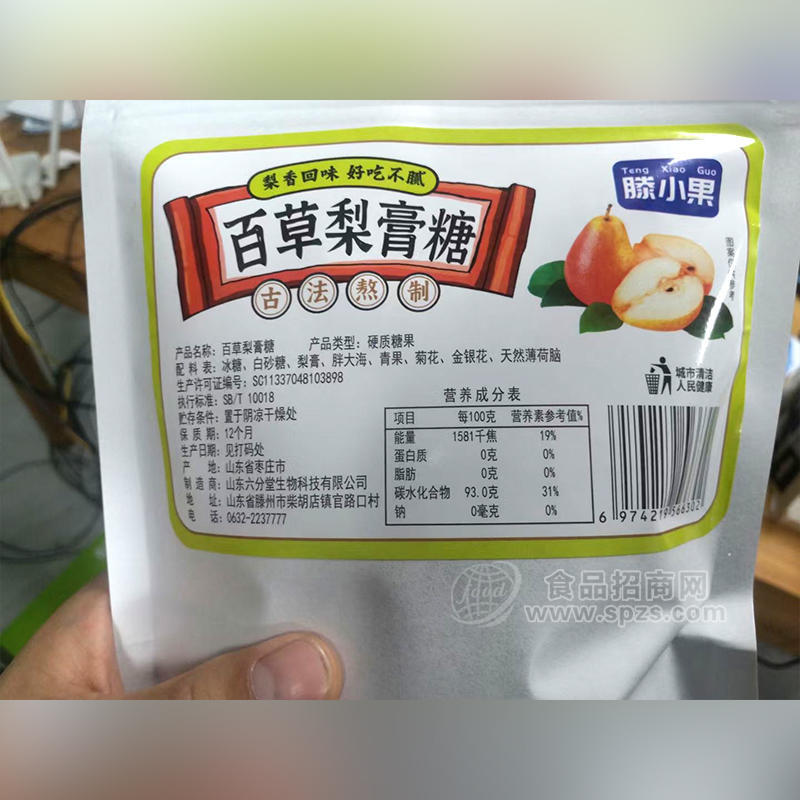 梨香回味 好吃不腻
Teng Xiao Guo
滕小果
百草梨膏糖
古法熬制
图案仅供参考
产品名称：百草梨膏糖 产品类型：硬质糖果
配料表：冰糖、白砂糖、梨膏、胖大海、青果、菊花、金银花、天然薄荷脑
生产许可证编号：SC11337048103898
执行标准：SB/T 10018
贮存条件：置于阴凉干燥处
保质期：12个月
生产日期：见打码处
产地：山东省枣庄市
制造商：山东六分堂生物科技有限公司
地址：山东省滕州市柴胡店镇官路口村
电话：0632-2237777
城市清洁
人民健康
营养成分表
项目 每100克 营养素参考值%
能量 1581千焦 19%
蛋白质 0克 0%
脂肪 0克 0%
碳水化合物 93.0克 31%
钠 0毫克 0%
6 974219 566302
food
食品招商网
www.spzs.com